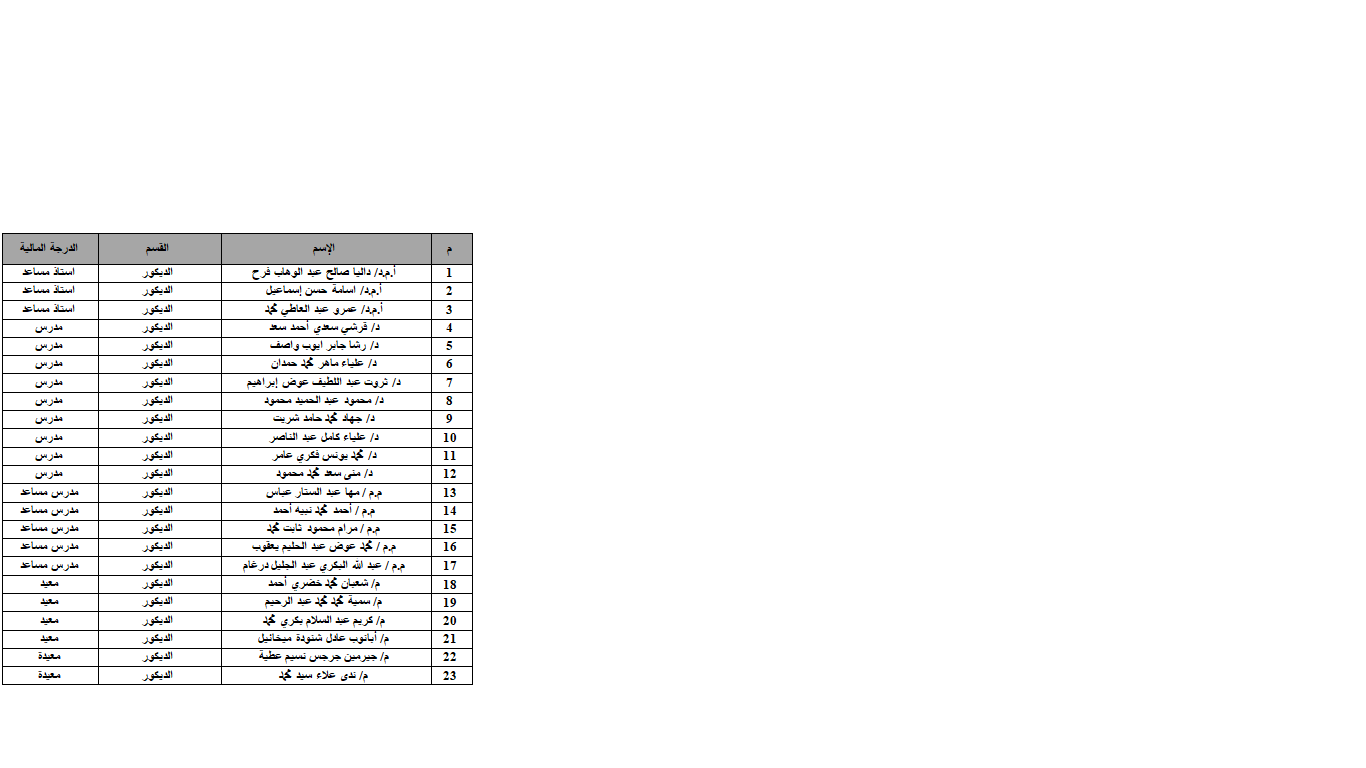 م الإسم القسم الدرجة المالية
1 أ.م.د/ داليا صالح عبد الوهاب فرح الديكور استاذ مساعد
2 أ.م.د/ اسامة حسن إسماعيل الديكور استاذ مساعد
3 أ.م.د/ عمرو عبد العاطي محمد الديكور استاذ مساعد
4 د/ قرشي سعدي أحمد سعد الديكور مدرس
5 د/ رشا جابر ايوب واصف الديكور مدرس
6 د/ علياء ماهر محمد حمدان الديكور مدرس
7 د/ ثروت عبد اللطيف عوض إبراهيم الديكور مدرس
8 د/ محمود عبد الحميد محمود الديكور مدرس
9 د/ جهاد محمد حامد شريت الديكور مدرس
10 د/ علياء كامل عبد الناصر الديكور مدرس
11 د/ محمد يونس فكري عامر الديكور مدرس
12 د/ منى سعد محمد محمود الديكور مدرس
13 م.م / مها عبد الستار عباس الديكور مدرس مساعد
14 م.م / أحمد محمد نبيه أحمد الديكور مدرس مساعد
15 م.م / مرام محمود ثابت محمد الديكور مدرس مساعد
16 م.م / محمد عوض عبد الحليم يعقوب الديكور مدرس مساعد
17 م.م / عبد الله البكري عبد الجليل درغام الديكور مدرس مساعد
18 م/ شعبان محمد خضري أحمد الديكور معيد
19 م/ سمية محمد محمد عبد الرحيم الديكور معيد
20 م/ كريم عبد السلام بكري محمد الديكور معيد
21 م/ أبانوب عادل شنودة ميخائيل الديكور معيد
22 م/ جيرمين جرجس نسيم عطية الديكور معيدة
23 م/ ندى علاء سيد محمد الديكور معيدة